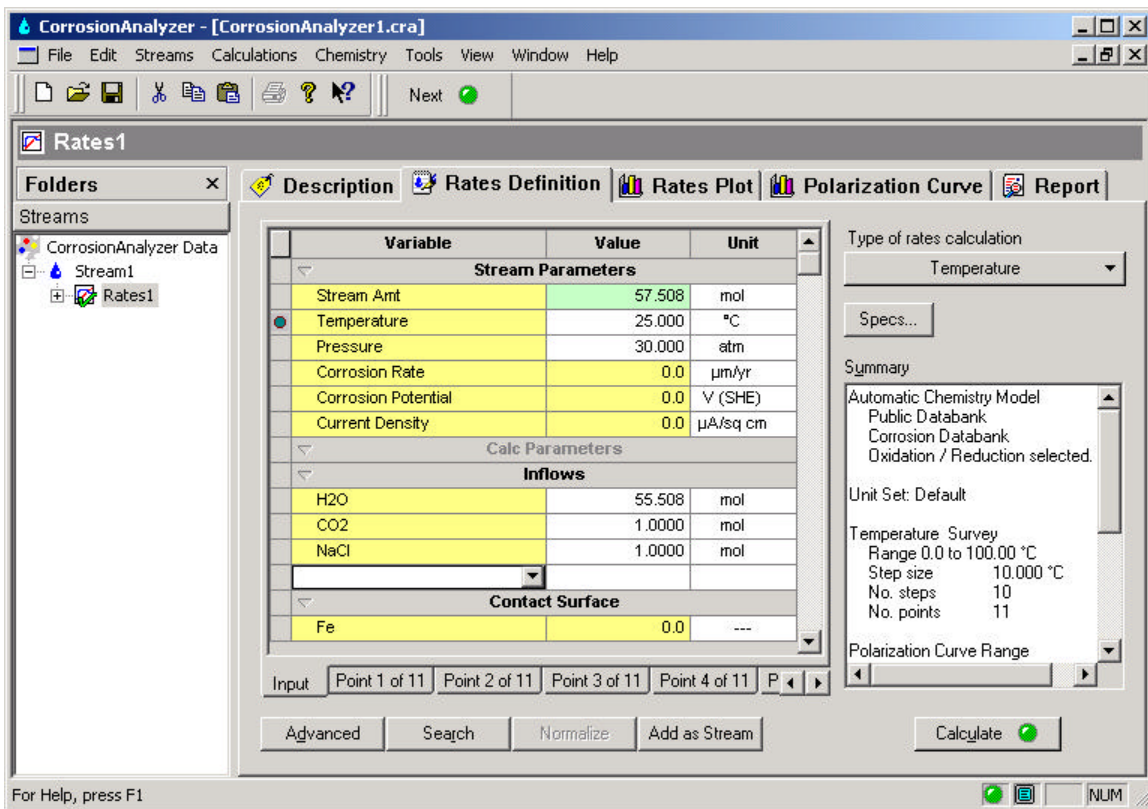 CorrosionAnalyzer - [CorrosionAnalyzer1.cra]
File Edit Streams Calculations Chemistry Tools View Window Help
Next
Rates1
Folders
Streams
CorrosionAnalyzer Data
Stream1
Rates1
Description Rates Definition Rates Plot Polarization Curve Report
Variable Value Unit
Stream Parameters
Stream Amt 57.508 mol
Temperature 25.000 °C
Pressure 30.000 atm
Corrosion Rate 0.0 µm/yr
Corrosion Potential 0.0 V (SHE)
Current Density 0.0 µA/sq cm
Calc Parameters
Inflows
H2O 55.508 mol
CO2 1.0000 mol
NaCl 1.0000 mol
Contact Surface
Fe 0.0 ---
Input Point 1 of 11 Point 2 of 11 Point 3 of 11 Point 4 of 11 P
Advanced Search Normalize Add as Stream
Type of rates calculation
Temperature
Specs...
Summary
Automatic Chemistry Model
Public Databank
Corrosion Databank
Oxidation / Reduction selected.
Unit Set: Default
Temperature Survey
Range 0.0 to 100.00 °C
Step size 10.000 °C
No. steps 10
No. points 11
Polarization Curve Range
Calculate
For Help, press F1
NUM